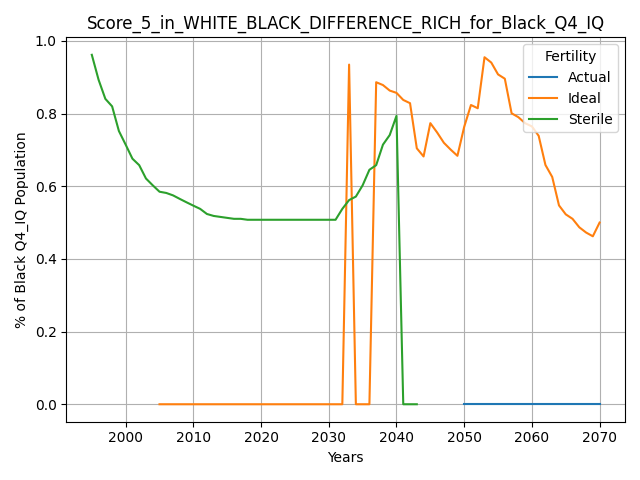 Score_5_in_WHITE_BLACK_DIFFERENCE_RICH_for_Black_Q4_IQ
% of Black Q4_IQ Population
1.0
0.8
0.6
0.4
0.2
0.0
Fertility
Actual
Ideal
Sterile
2000
2010
2020
2030
2040
2050
2060
2070
Years